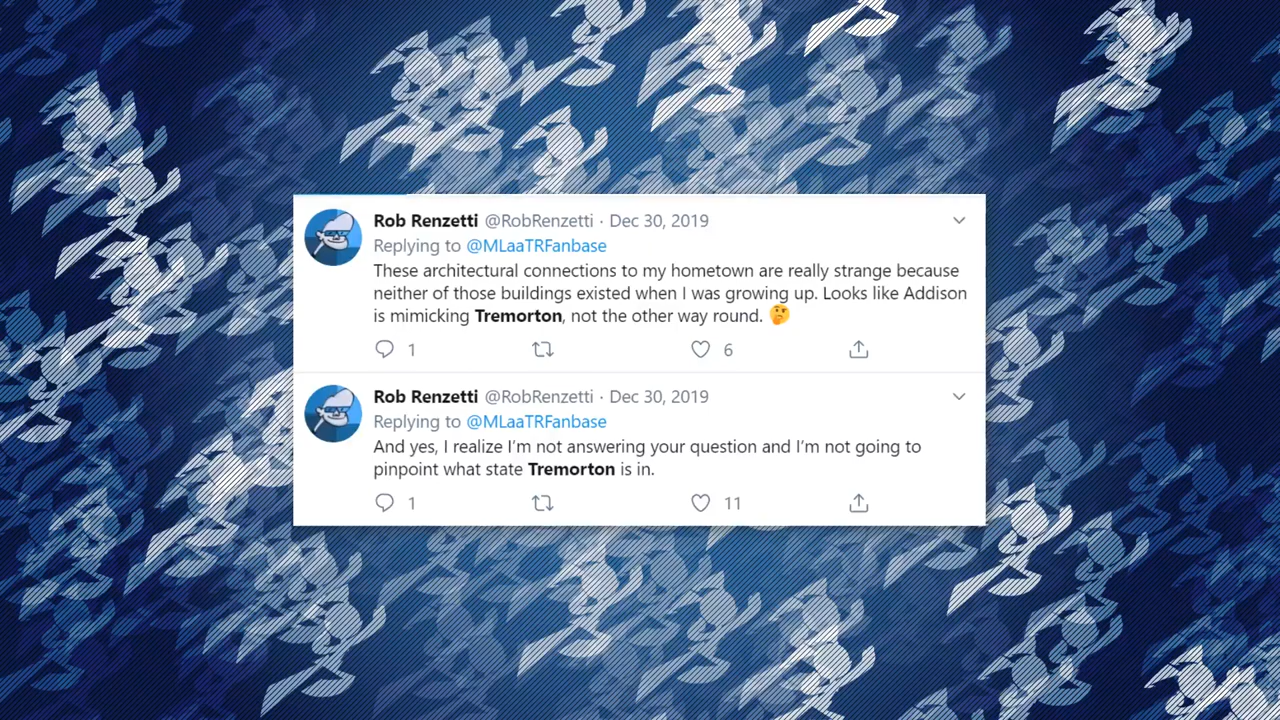 Rob Renzetti @RobRenzetti · Dec 30, 2019
Replying to @MLaaTRFanbase
These architectural connections to my hometown are really strange because
neither of those buildings existed when I was growing up. Looks like Addison
is mimicking Tremorton, not the other way round. 🤔
1 6
Rob Renzetti @RobRenzetti · Dec 30, 2019
Replying to @MLaaTRFanbase
And yes, I realize I’m not answering your question and I’m not going to
pinpoint what state Tremorton is in.
1 11